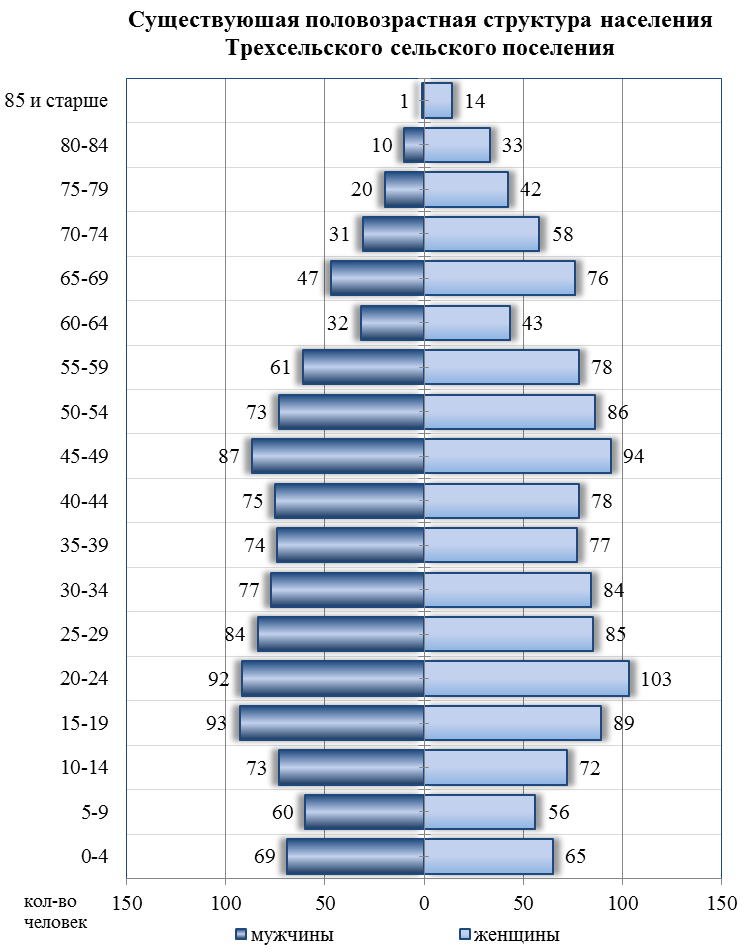 Существуюшая половозрастная структура населения
Трехсельского сельского поселения
85 и старше 1 14
80-84 10 33
75-79 20 42
70-74 31 58
65-69 47 76
60-64 32 43
55-59 61 78
50-54 73 86
45-49 87 94
40-44 75 78
35-39 74 77
30-34 77 84
25-29 84 85
20-24 92 103
15-19 93 89
10-14 73 72
5-9 60 56
0-4 69 65
кол-во
человек
150 100 50 0 50 100 150
мужчины женщины